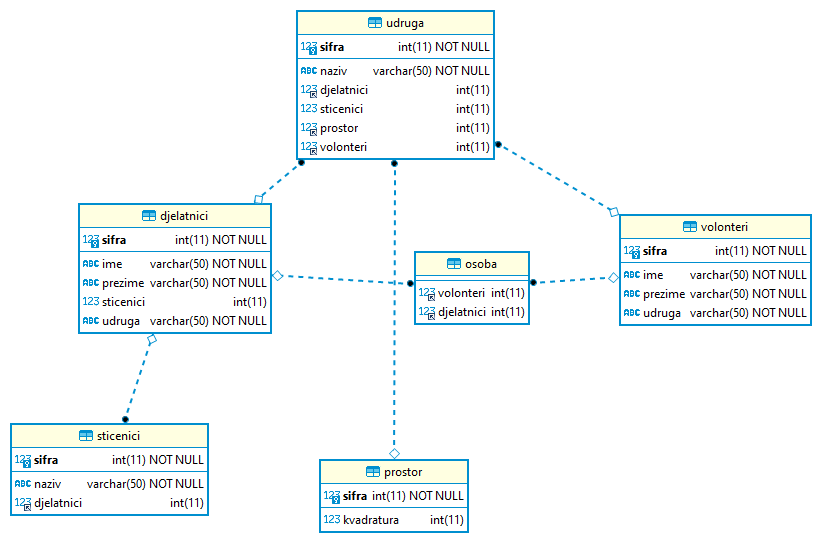 udruga
123 sifra int(11) NOT NULL
ABC naziv varchar(50) NOT NULL
123 djelatnici int(11)
123 sticenici int(11)
123 prostor int(11)
123 volonteri int(11)
djelatnici
123 sifra int(11) NOT NULL
ABC ime varchar(50) NOT NULL
ABC prezime varchar(50) NOT NULL
123 sticenici int(11)
ABC udruga varchar(50) NOT NULL
osoba
123 volonteri int(11)
123 djelatnici int(11)
volonteri
123 sifra int(11) NOT NULL
ABC ime varchar(50) NOT NULL
ABC prezime varchar(50) NOT NULL
ABC udruga varchar(50) NOT NULL
sticenici
123 sifra int(11) NOT NULL
ABC naziv varchar(50) NOT NULL
123 djelatnici int(11)
prostor
123 sifra int(11) NOT NULL
123 kvadratura int(11)